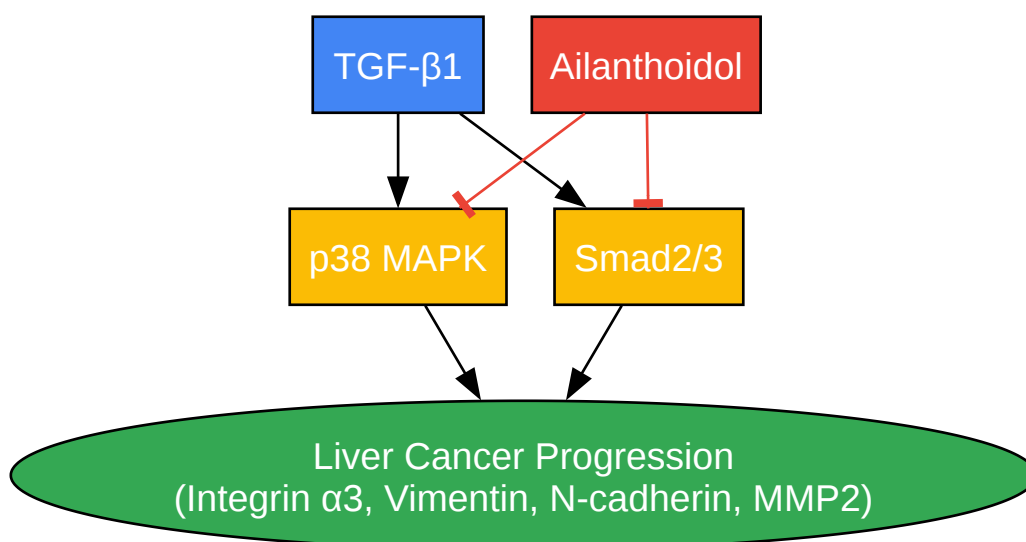 TGF-β1
Ailanthoidol
p38 MAPK
Smad2/3
Liver Cancer Progression
(Integrin α3, Vimentin, N-cadherin, MMP2)